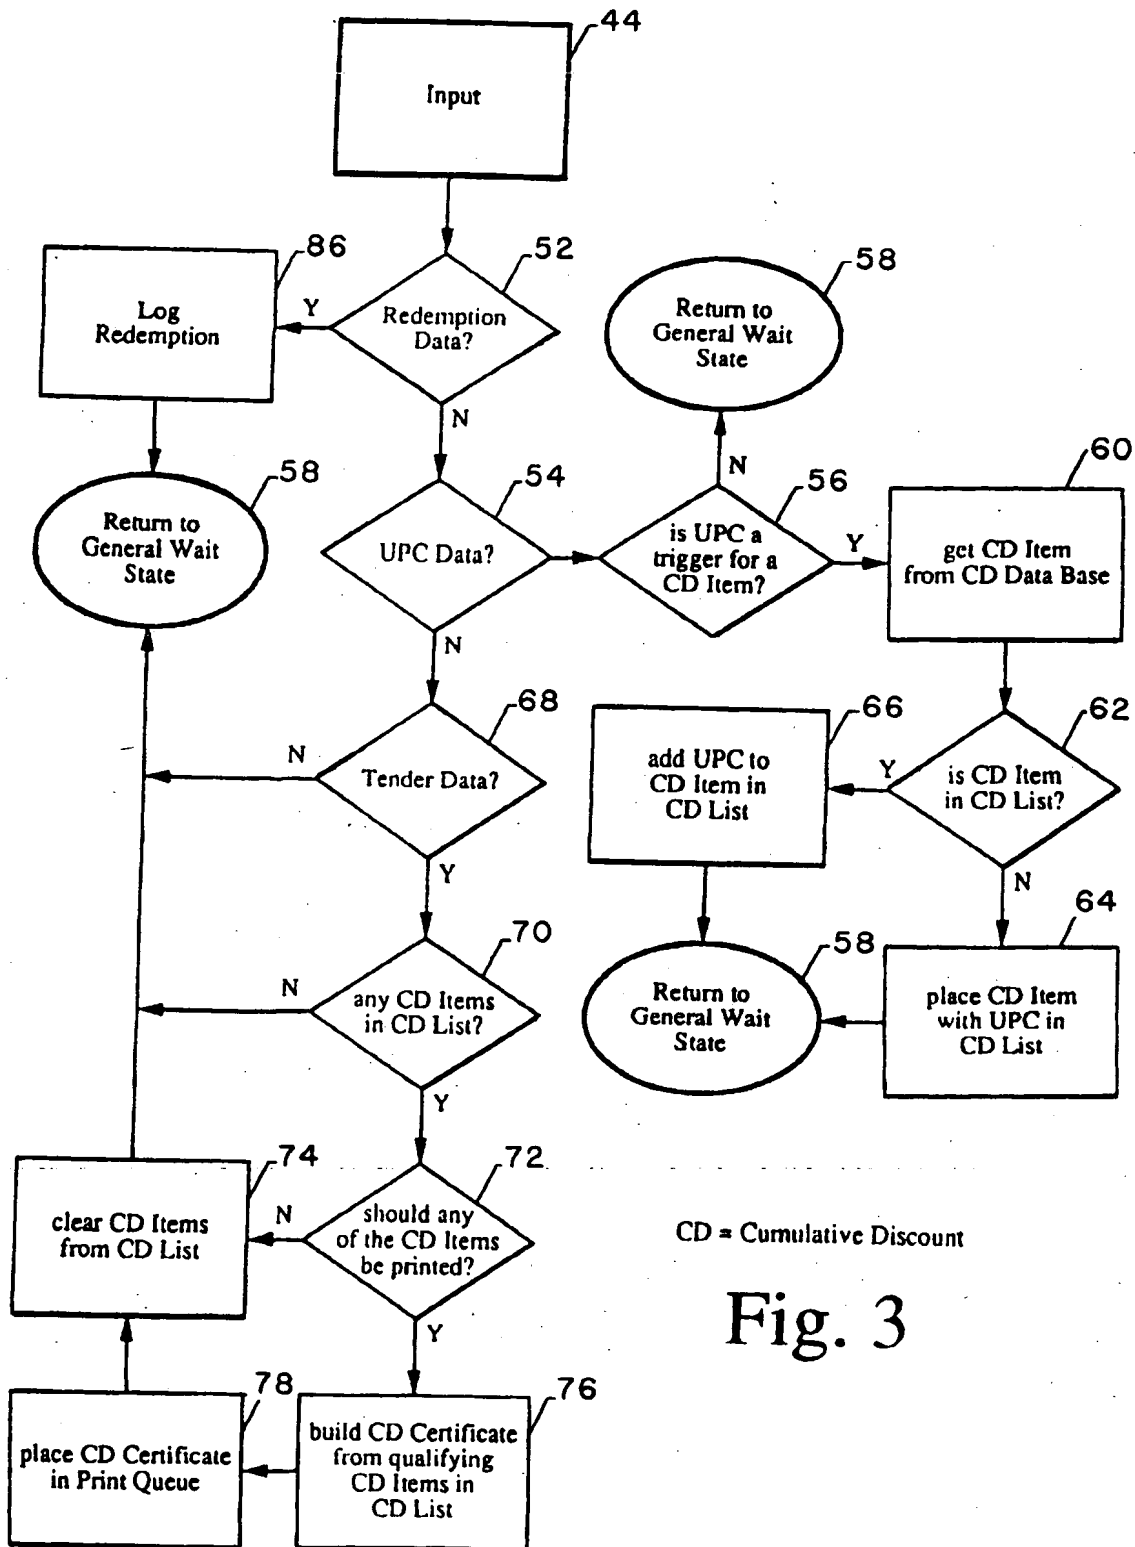 44
Input
86
Log
Redemption
Y
52
Redemption
Data?
N
58
Return to
General Wait
State
58
Return to
General Wait
State
54
UPC Data?
N
N
56
is UPC a
trigger for a
CD Item?
Y
60
get CD Item
from CD Data Base
68
Tender Data?
N
Y
66
add UPC to
CD Item in
CD List
Y
62
is CD Item
in CD List?
N
70
any CD Items
in CD List?
N
Y
58
Return to
General Wait
State
64
place CD Item
with UPC in
CD List
74
clear CD Items
from CD List
N
72
should any
of the CD Items
be printed?
Y
CD = Cumulative Discount
Fig. 3
78
place CD Certificate
in Print Queue
76
build CD Certificate
from qualifying
CD Items in
CD List